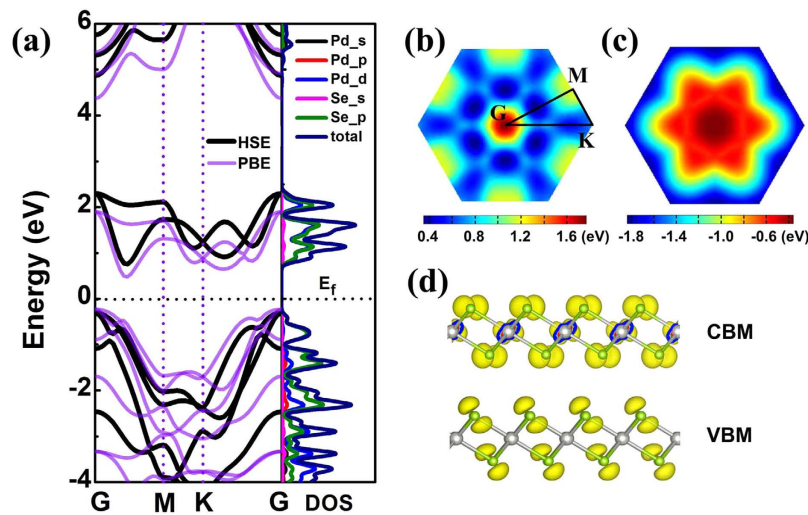 (a)
Energy (eV)
6
4
2
0
-2
-4
HSE
PBE
E_f
G M K G DOS
Pd_s
Pd_p
Pd_d
Se_s
Se_p
total
(b)
G
M
K
0.4 0.8 1.2 1.6 (eV)
(c)
-1.8 -1.4 -1.0 -0.6 (eV)
(d)
CBM
VBM